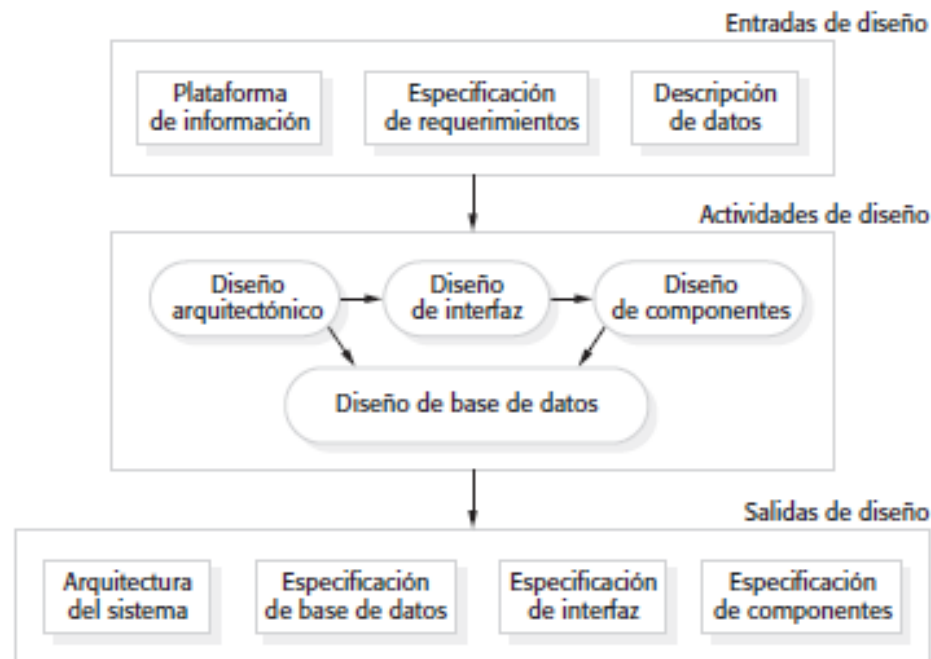 Entradas de diseño
Plataforma
de información
Especificación
de requerimientos
Descripción
de datos
Actividades de diseño
Diseño
arquitectónico
Diseño
de interfaz
Diseño
de componentes
Diseño de base de datos
Salidas de diseño
Arquitectura
del sistema
Especificación
de base de datos
Especificación
de interfaz
Especificación
de componentes